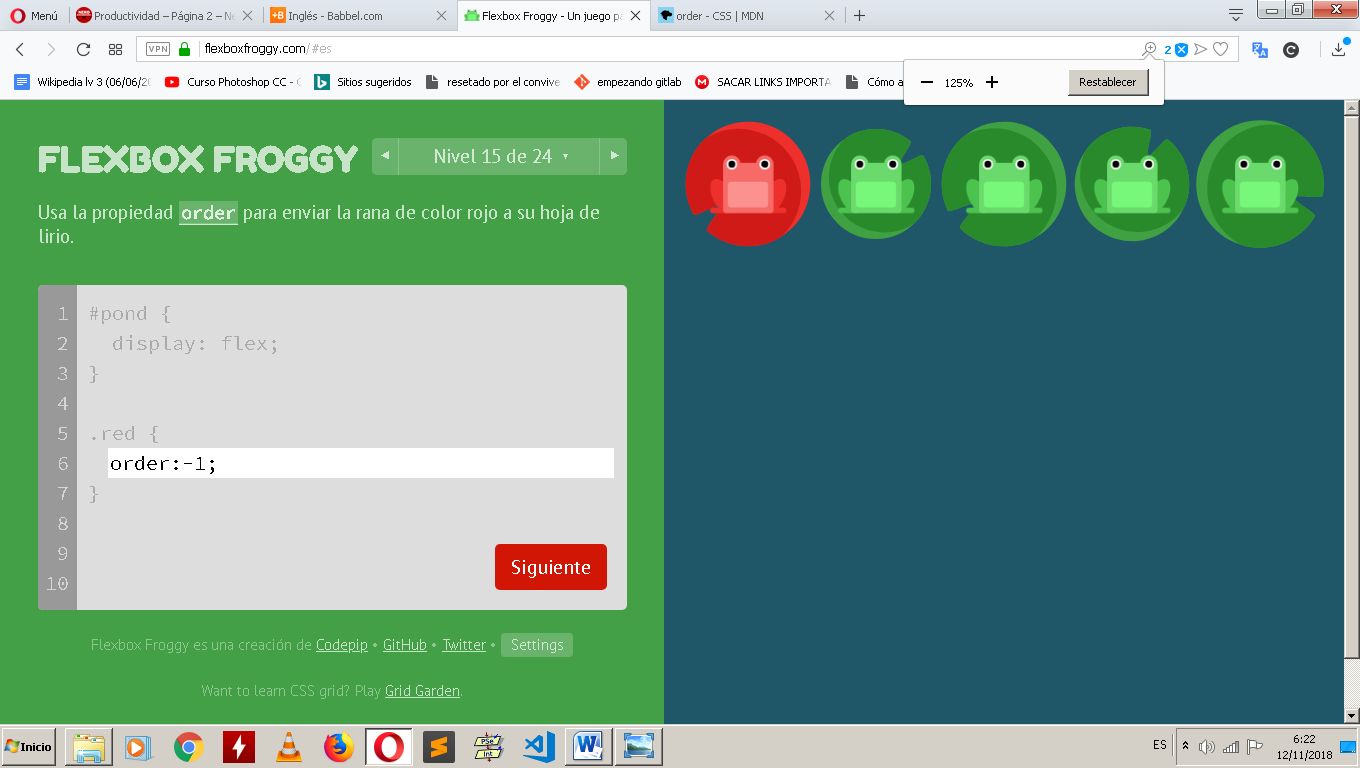 Menú
Productividad – Página 2 – N
Inglés - Babbel.com
Flexbox Froggy - Un juego pa
order - CSS | MDN
VPN
flexboxfroggy.com/#es
2
Wikipedia lv 3 (06/06/20
Curso Photoshop CC - C
Sitios sugeridos
resetado por el convive
empezando gitlab
SACAR LINKS IMPORTA
Cómo a
125%
Restablecer
FLEXBOX FROGGY
Nivel 15 de 24
Usa la propiedad order para enviar la rana de color rojo a su hoja de
lirio.
1 #pond {
2 display: flex;
3 }
4
5 .red {
6 order:-1;
7 }
8
9
10
Siguiente
Flexbox Froggy es una creación de Codepip • GitHub • Twitter • Settings
Want to learn CSS grid? Play Grid Garden.
Inicio
PSe
Int
ES
6:22
12/11/2018